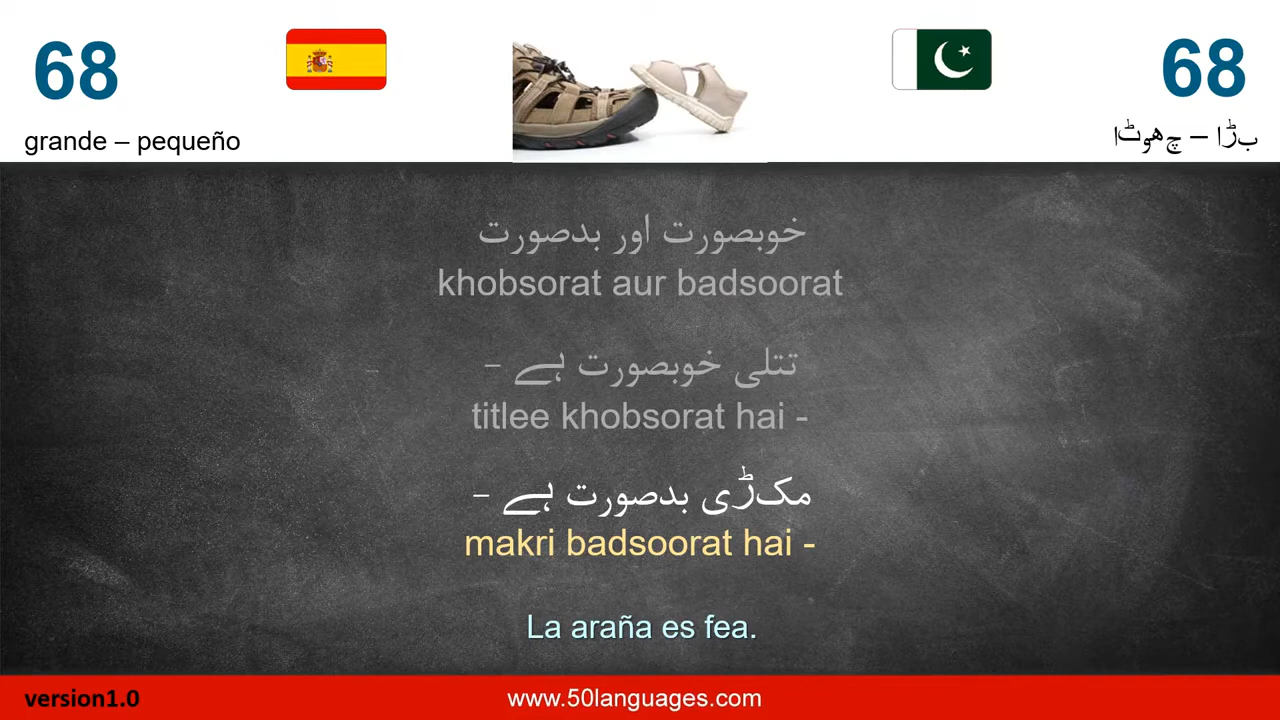 68
68
grande – pequeño
بڑا – چھوٹا
خوبصورت اور بدصورت
khobsorat aur badsoorat
تتلی خوبصورت ہے -
titlee khobsorat hai -
مکڑی بدصورت ہے -
makri badsoorat hai -
La araña es fea.
version1.0
www.50languages.com